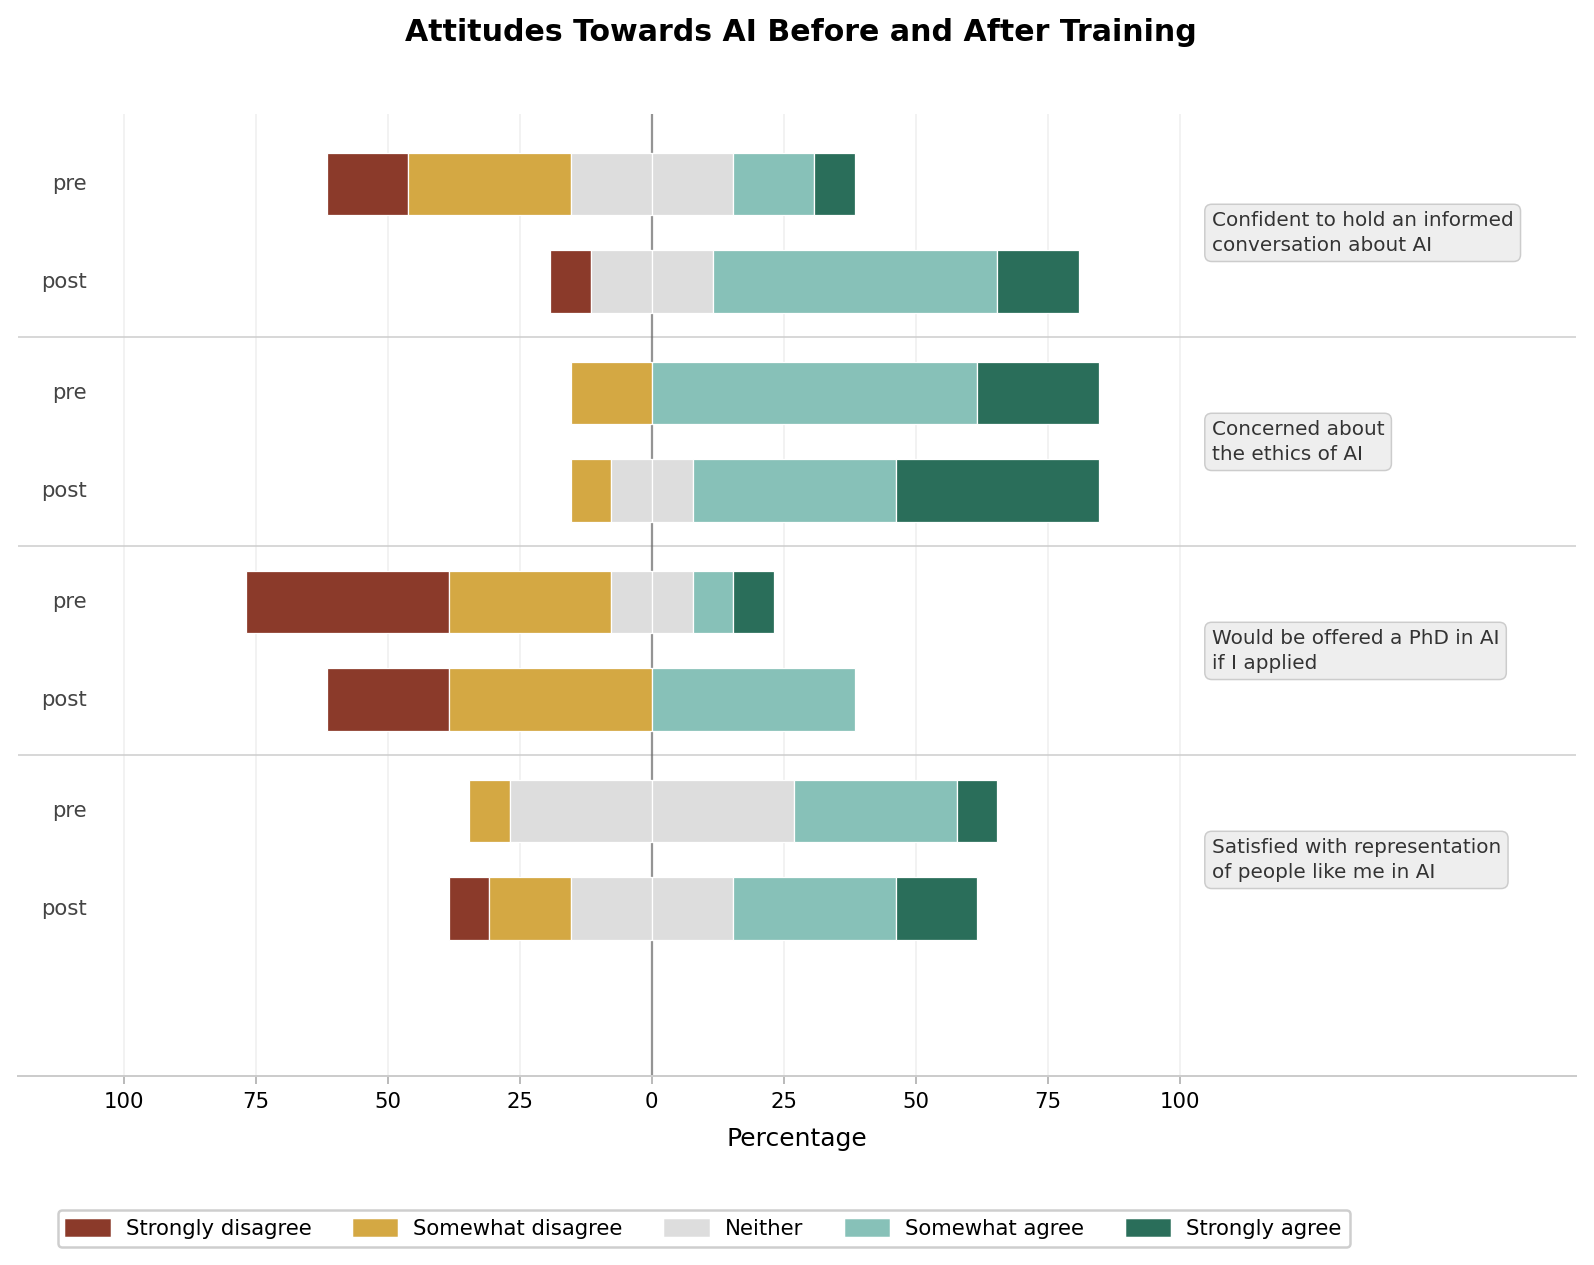 Attitudes Towards AI Before and After Training
pre
post
Confident to hold an informed
conversation about AI
pre
post
Concerned about
the ethics of AI
pre
post
Would be offered a PhD in AI
if I applied
pre
post
Satisfied with representation
of people like me in AI
100 75 50 25 0 25 50 75 100
Percentage
Strongly disagree Somewhat disagree Neither Somewhat agree Strongly agree